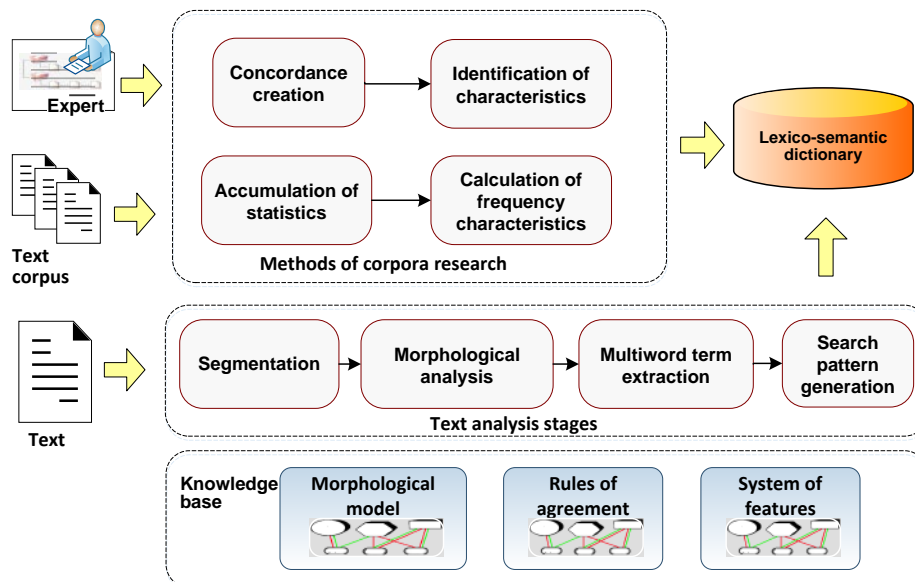 Expert
Concordance
creation
Identification of
characteristics
Lexico-semantic
dictionary
Text
corpus
Accumulation of
statistics
Calculation of
frequency
characteristics
Methods of corpora research
Text
Segmentation
Morphological
analysis
Multiword term
extraction
Search
pattern
generation
Text analysis stages
Knowledge
base
Morphological
model
Rules of
agreement
System of
features